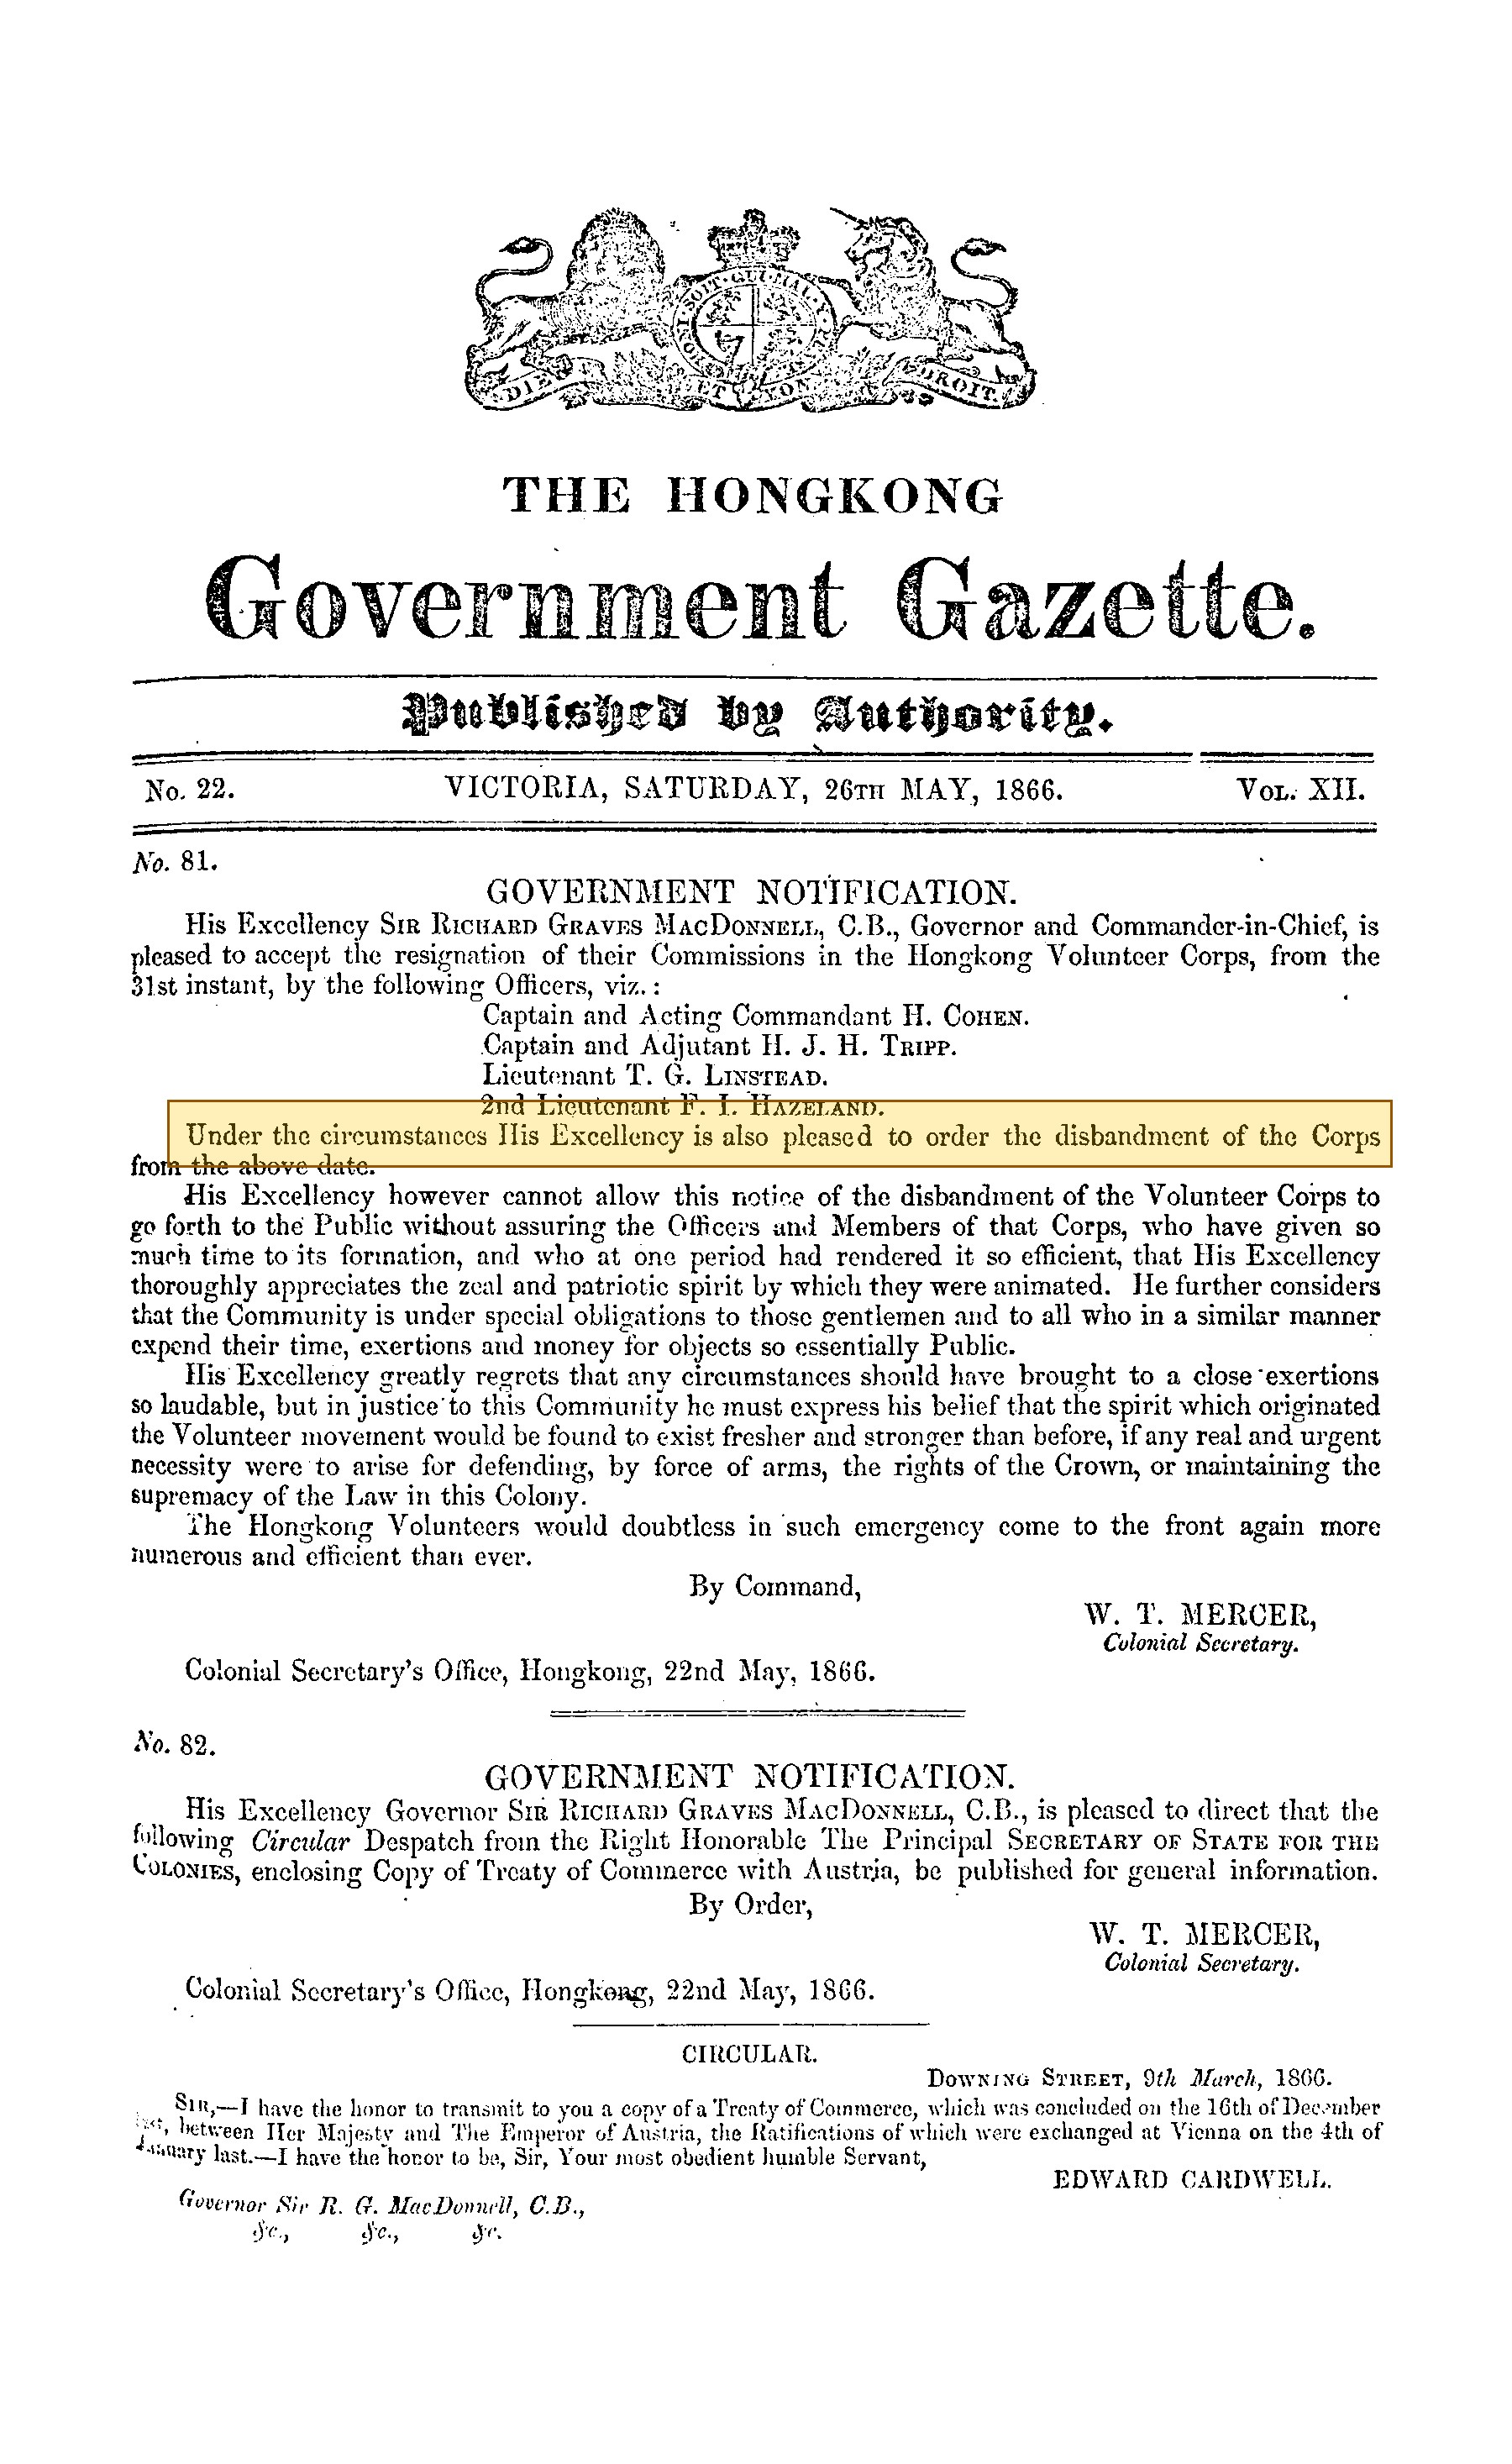 DIEU ET MON DROIT.
THE HONGKONG
Government Gazette.
Published by Authority.
No. 22. VICTORIA, SATURDAY, 26TH MAY, 1866. VOL. XII.
No. 81.
GOVERNMENT NOTIFICATION.
His Excellency SIR RICHARD GRAVES MACDONNELL, C.B., Governor and Commander-in-Chief, is
pleased to accept the resignation of their Commissions in the Hongkong Volunteer Corps, from the
31st instant, by the following Officers, viz.:
Captain and Acting Commandant H. COHEN.
Captain and Adjutant H. J. H. TRIPP.
Lieutenant T. G. LINSTEAD.
2nd Lieutenant F. I. HAZELAND.
Under the circumstances His Excellency is also pleased to order the disbandment of the Corps
from the above date.
His Excellency however cannot allow this notice of the disbandment of the Volunteer Corps to
go forth to the Public without assuring the Officers and Members of that Corps, who have given so
much time to its formation, and who at one period had rendered it so efficient, that His Excellency
thoroughly appreciates the zeal and patriotic spirit by which they were animated. He further considers
that the Community is under special obligations to those gentlemen and to all who in a similar manner
expend their time, exertions and money for objects so essentially Public.
His Excellency greatly regrets that any circumstances should have brought to a close exertions
so laudable, but in justice to this Community he must express his belief that the spirit which originated
the Volunteer movement would be found to exist fresher and stronger than before, if any real and urgent
necessity were to arise for defending, by force of arms, the rights of the Crown, or maintaining the
supremacy of the Law in this Colony.
The Hongkong Volunteers would doubtless in such emergency come to the front again more
numerous and efficient than ever.
By Command,
W. T. MERCER,
Colonial Secretary.
Colonial Secretary's Office, Hongkong, 22nd May, 1866.
No. 82.
GOVERNMENT NOTIFICATION.
His Excellency Governor SIR RICHARD GRAVES MACDONNELL, C.B., is pleased to direct that the
following Circular Despatch from the Right Honorable The Principal SECRETARY OF STATE FOR THE
COLONIES, enclosing Copy of Treaty of Commerce with Austria, be published for general information.
By Order,
W. T. MERCER,
Colonial Secretary.
Colonial Secretary's Office, Hongkong, 22nd May, 1866.
CIRCULAR.
DOWNING STREET, 9th March, 1866.
SIR,—I have the honor to transmit to you a copy of a Treaty of Commerce, which was concluded on the 16th of December
last, between Her Majesty and The Emperor of Austria, the Ratifications of which were exchanged at Vienna on the 4th of
January last.—I have the honor to be, Sir, Your most obedient humble Servant,
EDWARD CARDWELL.
Governor Sir R. G. MacDonnell, C.B.,
&c., &c., &c.